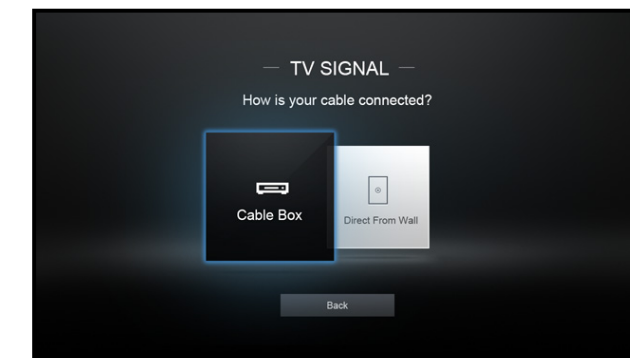 TV SIGNAL
How is your cable connected?
Cable Box
Direct From Wall
Back